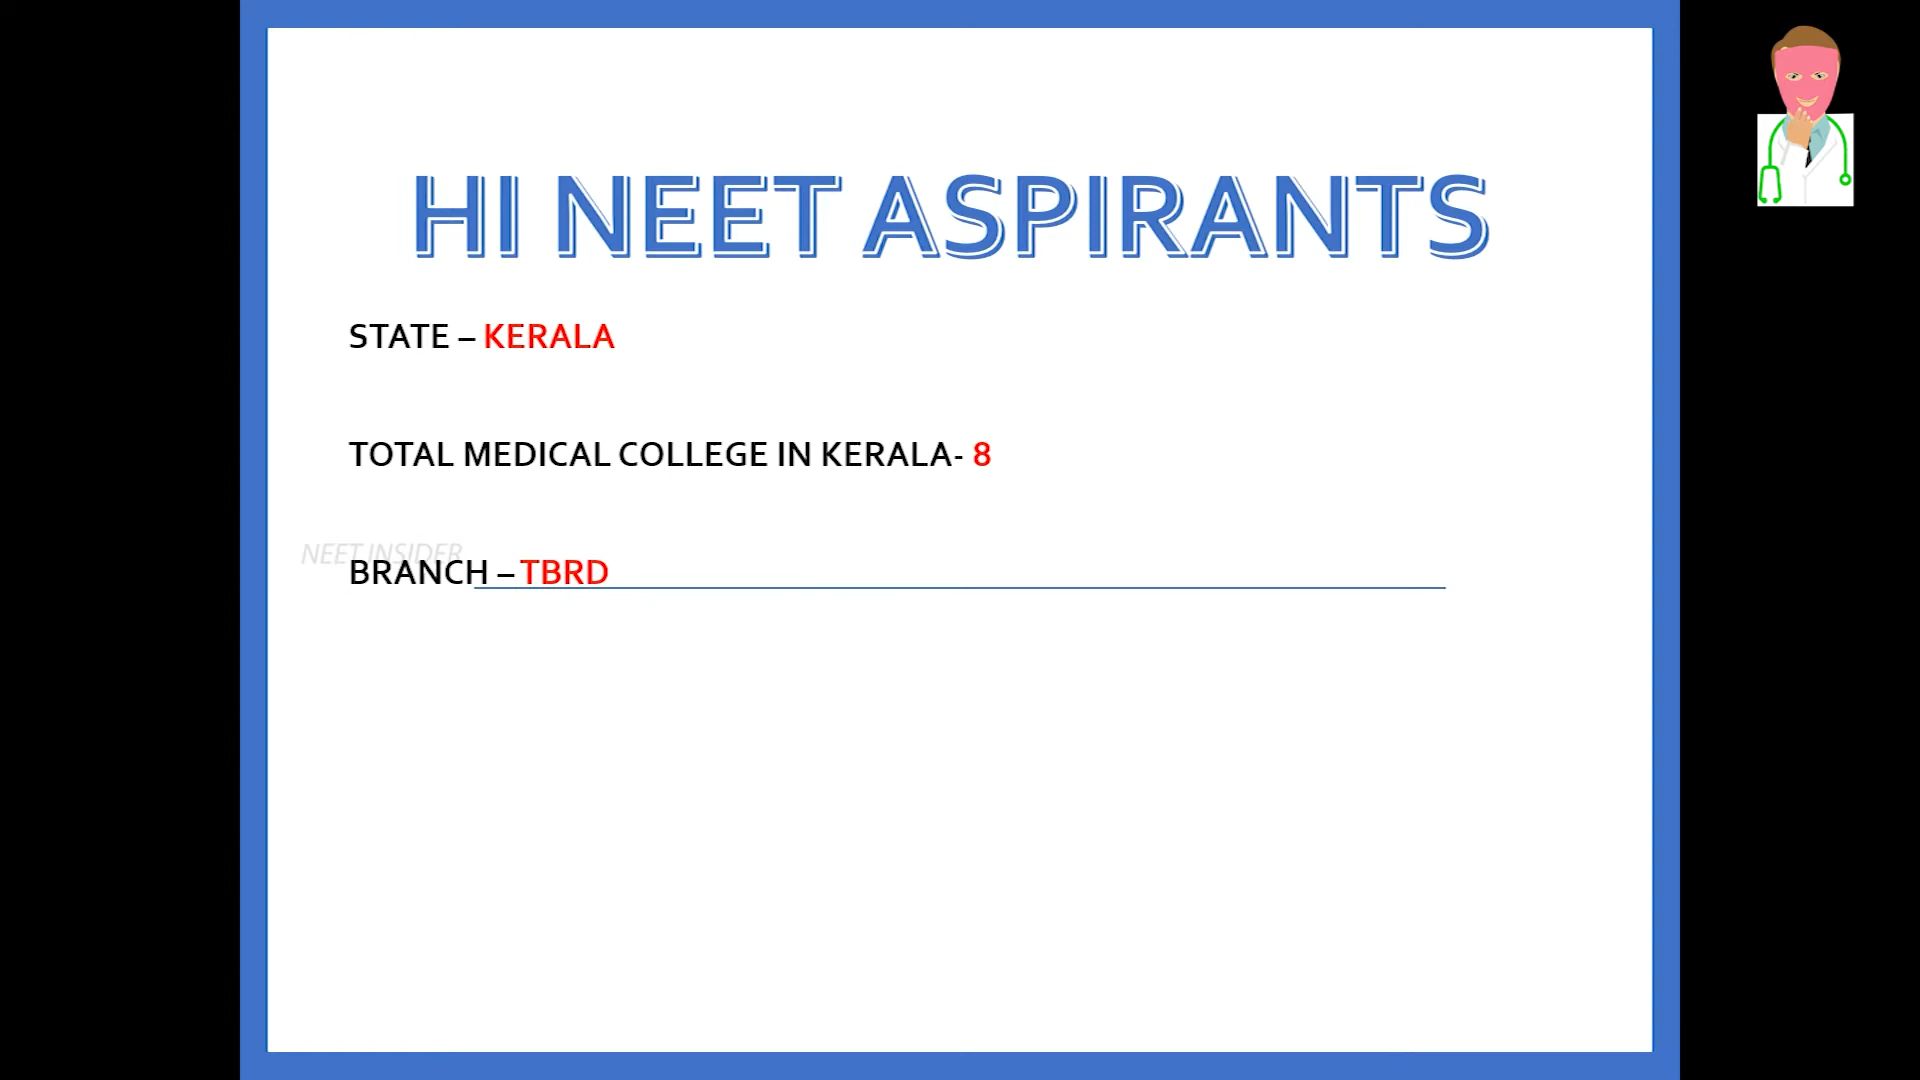 HI NEET ASPIRANTS
STATE – KERALA
TOTAL MEDICAL COLLEGE IN KERALA- 8
NEET INSIDER
BRANCH – TBRD